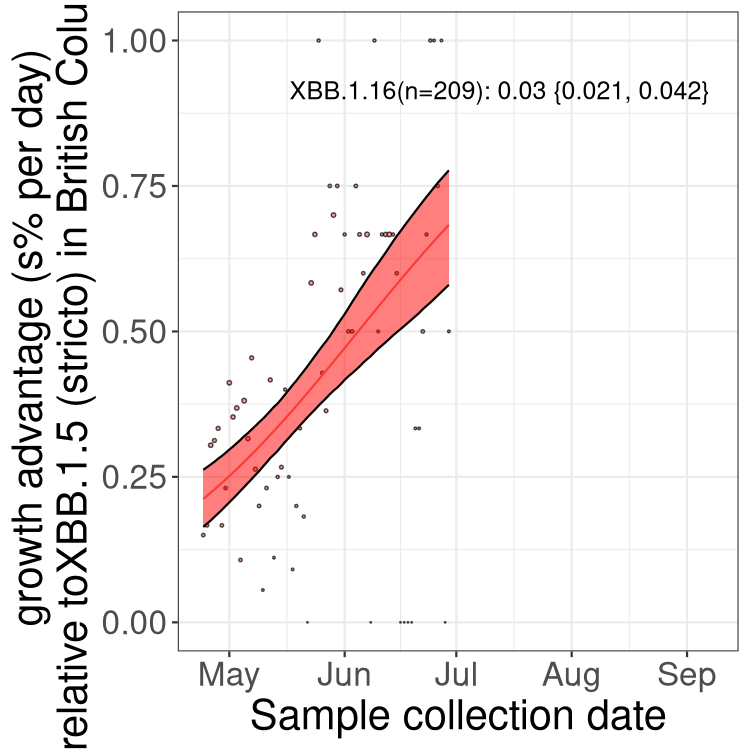 growth advantage (s% per day)
relative toXBB.1.5 (stricto) in British Colu
1.00
0.75
0.50
0.25
0.00
XBB.1.16(n=209): 0.03 {0.021, 0.042}
May Jun Jul Aug Sep
Sample collection date